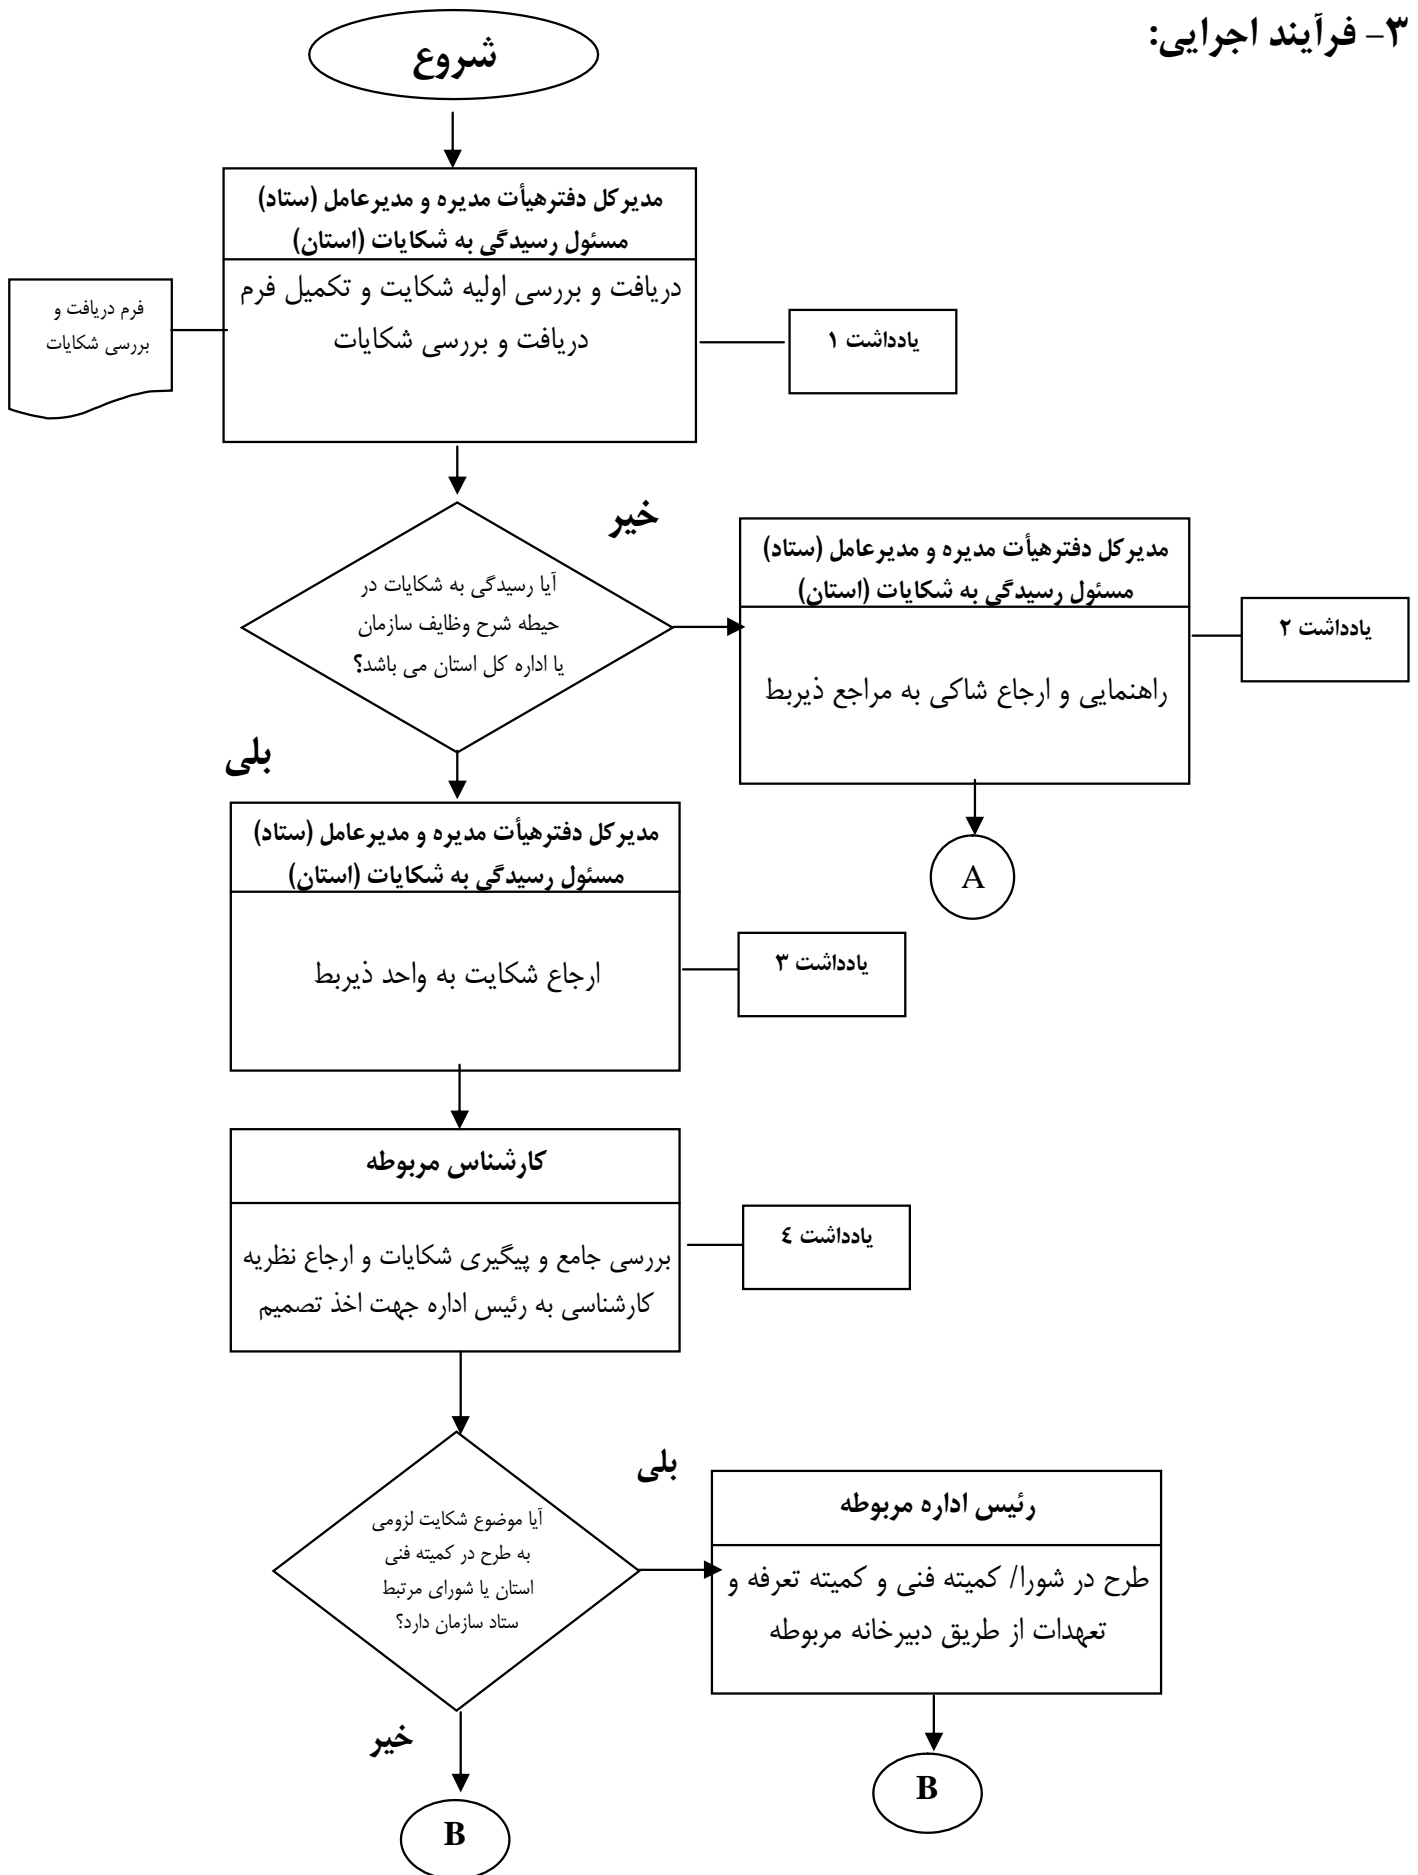 ۳- فرآیند اجرایی:
شروع
مدیرکل دفترهیأت مدیره و مدیرعامل (ستاد)
مسئول رسیدگی به شکایات (استان)
دریافت و بررسی اولیه شکایت و تکمیل فرم
دریافت و بررسی شکایات
فرم دریافت و
بررسی شکایات
یادداشت ۱
آیا رسیدگی به شکایات در
حیطه شرح وظایف سازمان
یا اداره کل استان می باشد؟
خیر
مدیرکل دفترهیأت مدیره و مدیرعامل (ستاد)
مسئول رسیدگی به شکایات (استان)
راهنمایی و ارجاع شاکی به مراجع ذیربط
یادداشت ۲
A
بلی
مدیرکل دفترهیأت مدیره و مدیرعامل (ستاد)
مسئول رسیدگی به شکایات (استان)
ارجاع شکایت به واحد ذیربط
یادداشت ۳
کارشناس مربوطه
بررسی جامع و پیگیری شکایات و ارجاع نظریه
کارشناسی به رئیس اداره جهت اخذ تصمیم
یادداشت ٤
آیا موضوع شکایت لزومی
به طرح در کمیته فنی
استان یا شورای مرتبط
ستاد سازمان دارد؟
بلی
رئیس اداره مربوطه
طرح در شورا/ کمیته فنی و کمیته تعرفه و
تعهدات از طریق دبیرخانه مربوطه
B
خیر
B